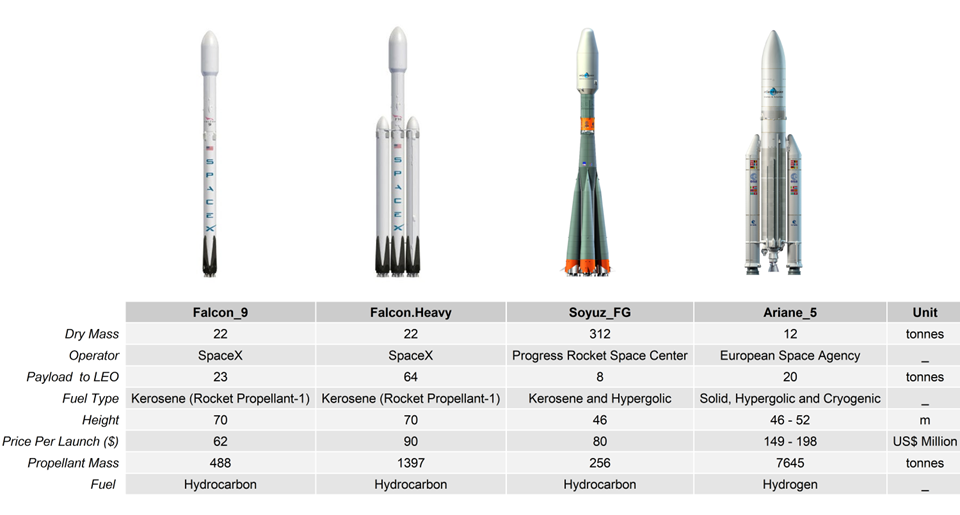 SPACEX
SPACEX
Falcon_9 Falcon.Heavy Soyuz_FG Ariane_5 Unit
Dry Mass 22 22 312 12 tonnes
Operator SpaceX SpaceX Progress Rocket Space Center European Space Agency _
Payload to LEO 23 64 8 20 tonnes
Fuel Type Kerosene (Rocket Propellant-1) Kerosene (Rocket Propellant-1) Kerosene and Hypergolic Solid, Hypergolic and Cryogenic _
Height 70 70 46 46 - 52 m
Price Per Launch ($) 62 90 80 149 - 198 US$ Million
Propellant Mass 488 1397 256 7645 tonnes
Fuel Hydrocarbon Hydrocarbon Hydrocarbon Hydrogen _